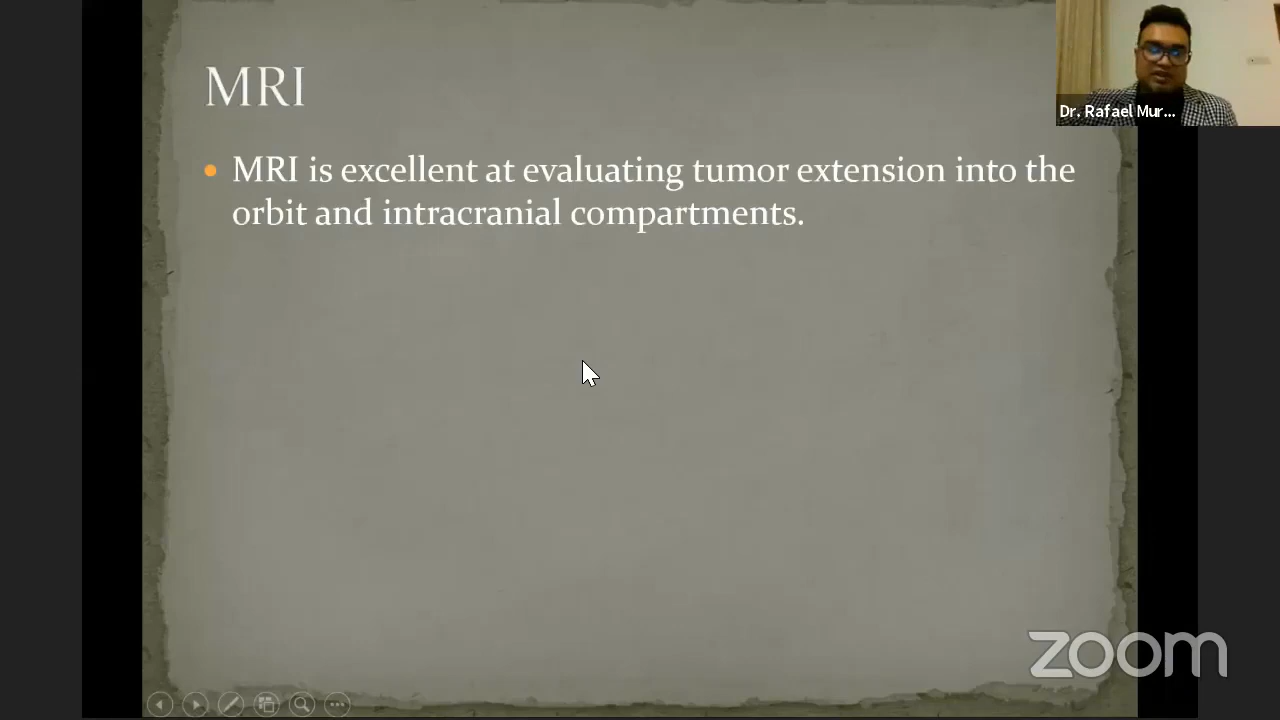 MRI
Dr. Rafael Mur...
• MRI is excellent at evaluating tumor extension into the
orbit and intracranial compartments.
zoom